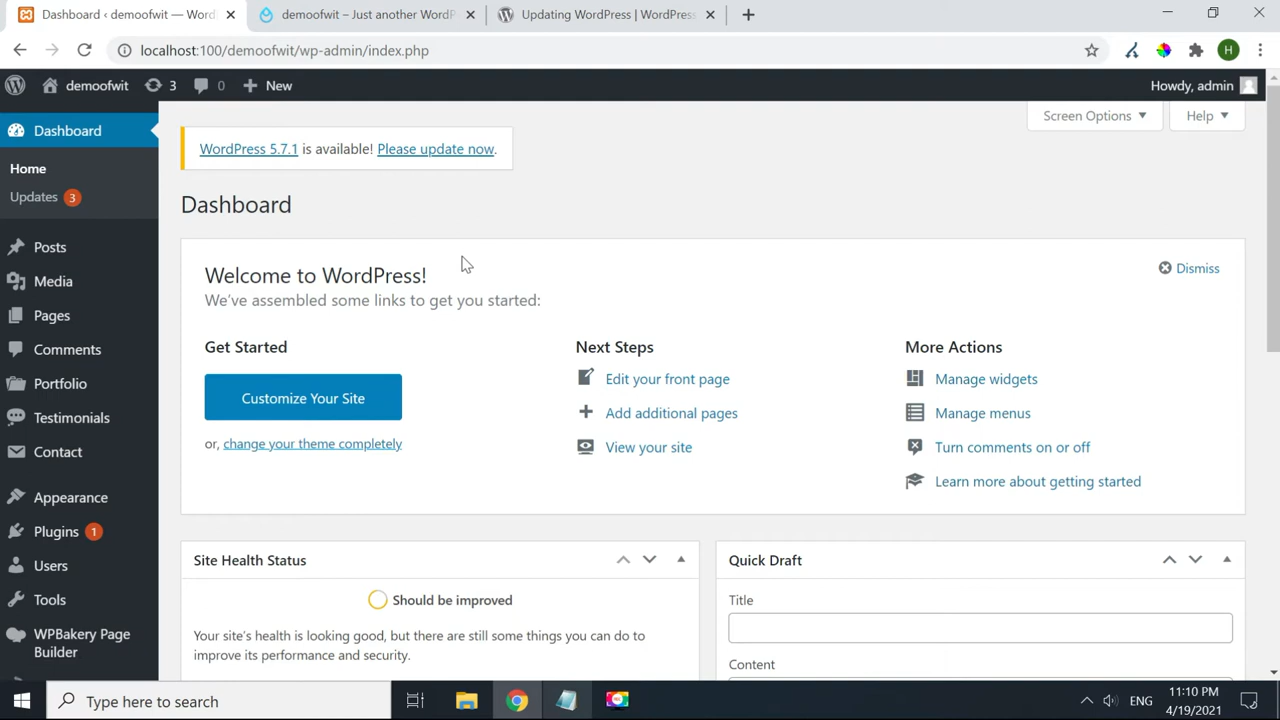 Dashboard ‹ demoofwit — Word
demoofwit – Just another WordP
Updating WordPress | WordPress
localhost:100/demoofwit/wp-admin/index.php
H
demoofwit
3
0
New
Howdy, admin
Dashboard
Home
Updates 3
Posts
Media
Pages
Comments
Portfolio
Testimonials
Contact
Appearance
Plugins 1
Users
Tools
WPBakery Page
Builder
Screen Options
Help
WordPress 5.7.1 is available! Please update now.
Dashboard
Welcome to WordPress!
Dismiss
We've assembled some links to get you started:
Get Started
Customize Your Site
or, change your theme completely
Next Steps
Edit your front page
Add additional pages
View your site
More Actions
Manage widgets
Manage menus
Turn comments on or off
Learn more about getting started
Site Health Status
Should be improved
Your site's health is looking good, but there are still some things you can do to
improve its performance and security.
Quick Draft
Title
Content
Type here to search
ENG
11:10 PM
4/19/2021